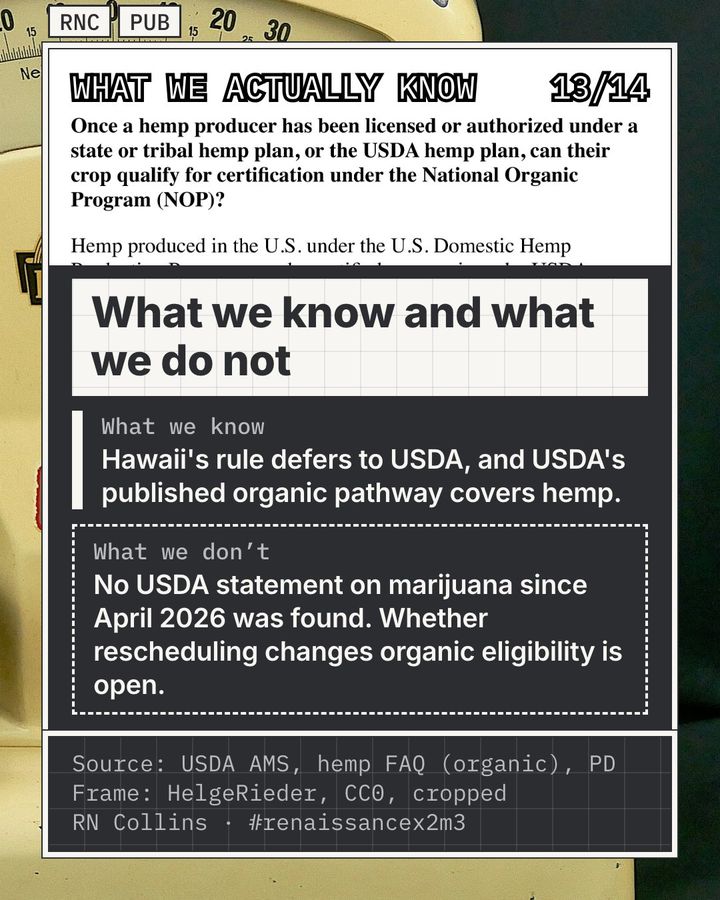 RNC PUB
10 15 20 25 30
Ne
WHAT WE ACTUALLY KNOW 13/14
Once a hemp producer has been licensed or authorized under a
state or tribal hemp plan, or the USDA hemp plan, can their
crop qualify for certification under the National Organic
Program (NOP)?
Hemp produced in the U.S. under the U.S. Domestic Hemp
What we know and what
we do not
What we know
Hawaii's rule defers to USDA, and USDA's
published organic pathway covers hemp.
What we don’t
No USDA statement on marijuana since
April 2026 was found. Whether
rescheduling changes organic eligibility is
open.
Source: USDA AMS, hemp FAQ (organic), PD
Frame: HelgeRieder, CC0, cropped
RN Collins · #renaissancex2m3